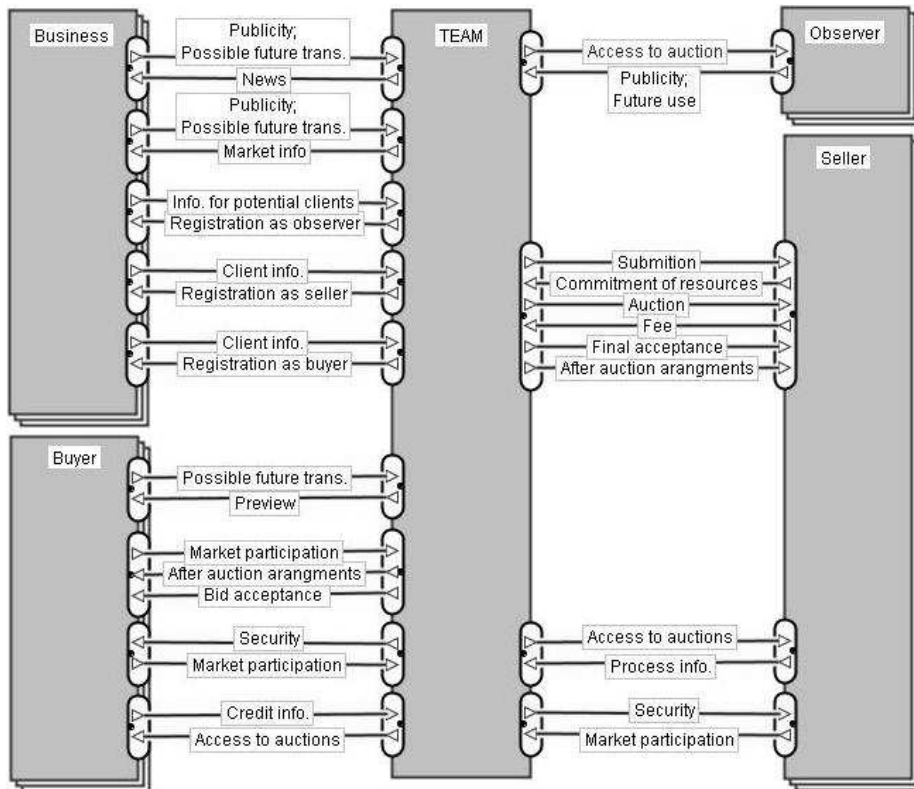 Business
TEAM
Observer
Publicity;
Possible future trans.
News
Publicity;
Possible future trans.
Market info
Info. for potential clients
Registration as observer
Client info.
Registration as seller
Client info.
Registration as buyer
Access to auction
Publicity;
Future use
Seller
Submition
Commitment of resources
Auction
Fee
Final acceptance
After auction arangments
Buyer
Possible future trans.
Preview
Market participation
After auction arangments
Bid acceptance
Security
Market participation
Credit info.
Access to auctions
Access to auctions
Process info.
Security
Market participation